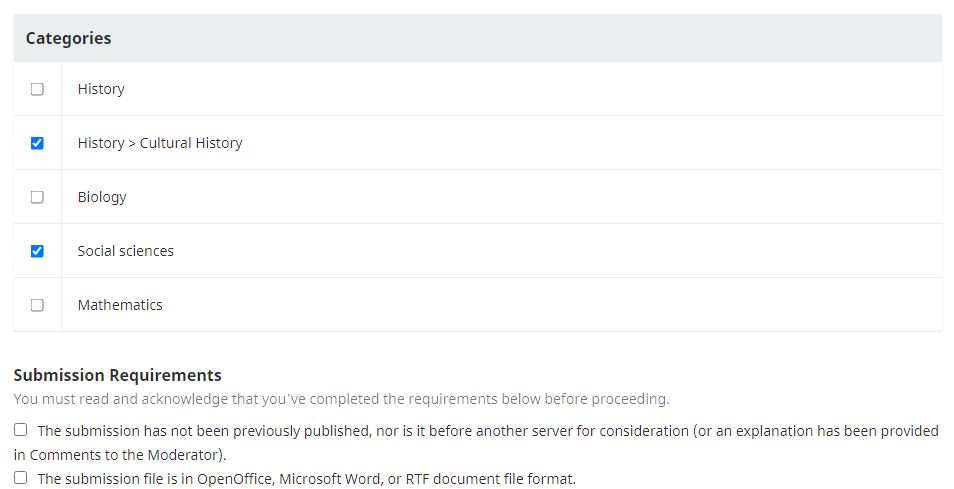 Categories
History
History > Cultural History
Biology
Social sciences
Mathematics
Submission Requirements
You must read and acknowledge that you've completed the requirements below before proceeding.
The submission has not been previously published, nor is it before another server for consideration (or an explanation has been provided
in Comments to the Moderator).
The submission file is in OpenOffice, Microsoft Word, or RTF document file format.